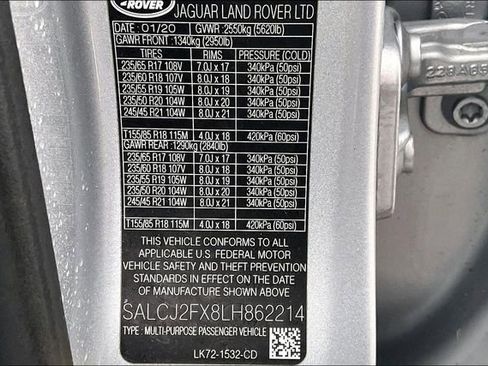 ROVER
JAGUAR LAND ROVER LTD
DATE: 01/20 GVWR: 2550kg (5620lb)
GAWR FRONT: 1340kg (2950lb)
TIRES RIMS PRESSURE (COLD)
235/65 R17 108V 7.0J x 17 340kPa (50psi)
235/60 R18 107V 8.0J x 18 340kPa (50psi)
235/55 R19 105W 8.0J x 19 340kPa (50psi)
235/50 R20 104W 8.0J x 20 340kPa (50psi)
245/45 R21 104W 8.0J x 21 340kPa (50psi)
T155/85 R18 115M 4.0J x 18 420kPa (60psi)
GAWR REAR: 1290kg (2840lb)
235/65 R17 108V 7.0J x 17 340kPa (50psi)
235/60 R18 107V 8.0J x 18 340kPa (50psi)
235/55 R19 105W 8.0J x 19 340kPa (50psi)
235/50 R20 104W 8.0J x 20 340kPa (50psi)
245/45 R21 104W 8.0J x 21 340kPa (50psi)
T155/85 R18 115M 4.0J x 18 420kPa (60psi)
THIS VEHICLE CONFORMS TO ALL
APPLICABLE U.S. FEDERAL MOTOR
VEHICLE SAFETY AND THEFT PREVENTION
STANDARDS IN EFFECT ON THE DATE OF
MANUFACTURE SHOWN ABOVE.
SALCJ2FX8LH862214
TYPE: MULTI-PURPOSE PASSENGER VEHICLE
LK72-1532-CD